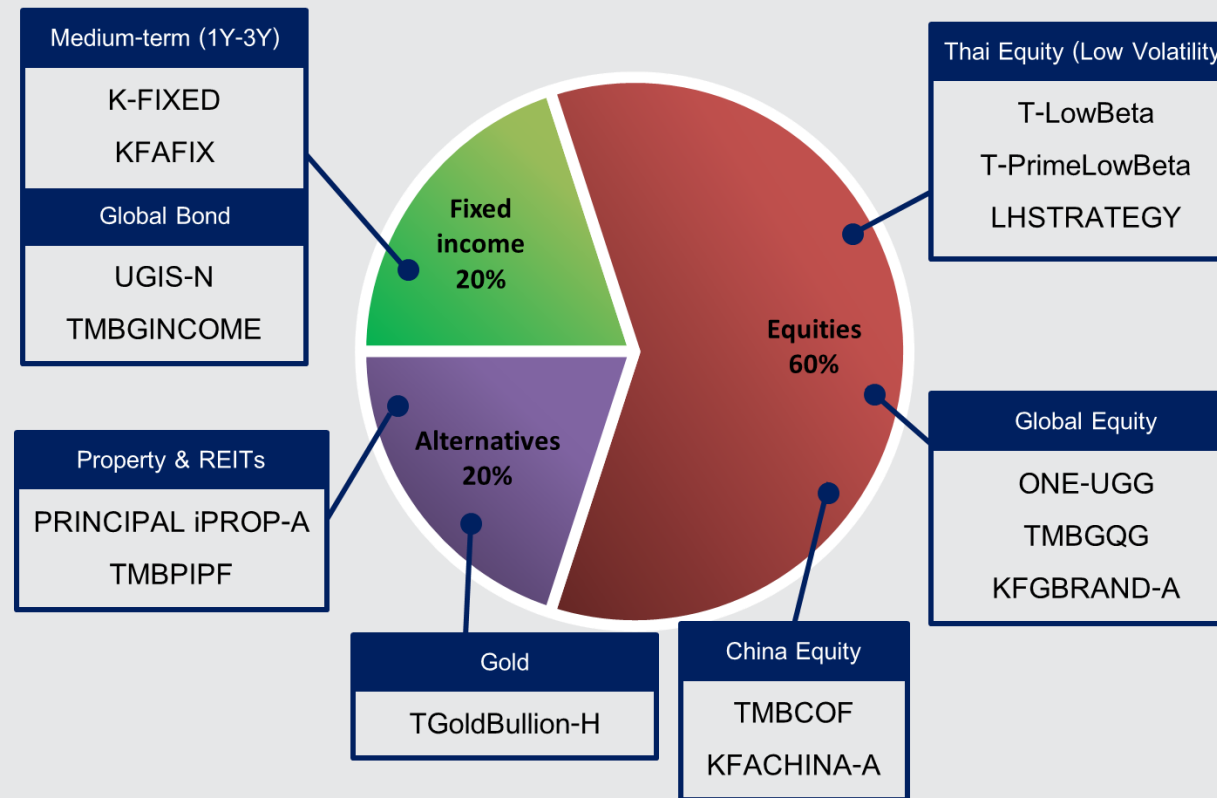 Medium-term (1Y-3Y)
K-FIXED
KFAFIX
Global Bond
UGIS-N
TMBGINCOME
Property & REITs
PRINCIPAL iPROP-A
TMBPIPF
Gold
TGoldBullion-H
Fixed
income
20%
Alternatives
20%
Equities
60%
Thai Equity (Low Volatility
T-LowBeta
T-PrimeLowBeta
LHSTRATEGY
Global Equity
ONE-UGG
TMBGQG
KFGBRAND-A
China Equity
TMBCOF
KFACHINA-A